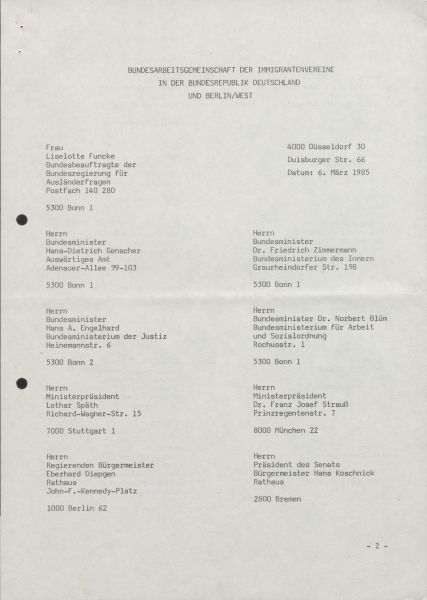 BUNDESARBEITSGEMEINSCHAFT DER IMMIGRANTENVEREINE
IN DER BUNDESREPUBLIK DEUTSCHLAND
UND BERLIN/WEST
Frau
Liselotte Funcke
Bundesbeauftragte der
Bundesregierung für
Ausländerfragen
Postfach 140 280
5300 Bonn 1
4000 Düsseldorf 30
Duisburger Str. 66
Datum: 6. März 1985
Herrn
Bundesminister
Hans-Dietrich Genscher
Auswärtiges Amt
Adenauer-Allee 99-103
5300 Bonn 1
Herrn
Bundesminister
Dr. Friedrich Zimmermann
Bundesministerium des Innern
Graurheindorfer Str. 198
5300 Bonn 1
Herrn
Bundesminister
Hans A. Engelhard
Bundesministerium der Justiz
Heinemannstr. 6
5300 Bonn 2
Herrn
Bundesminister Dr. Norbert Blüm
Bundesministerium für Arbeit
und Sozialordnung
Rochusstr. 1
5300 Bonn 1
Herrn
Ministerpräsident
Lothar Späth
Richard-Wagner-Str. 15
7000 Stuttgart 1
Herrn
Ministerpräsident
Dr. Franz Josef Strauß
Prinzregentenstr. 7
8000 München 22
Herrn
Regierenden Bürgermeister
Eberhard Diepgen
Rathaus
John-F.-Kennedy-Platz
1000 Berlin 62
Herrn
Präsident des Senats
Bürgermeister Hans Koschnick
Rathaus
2800 Bremen
- 2 -